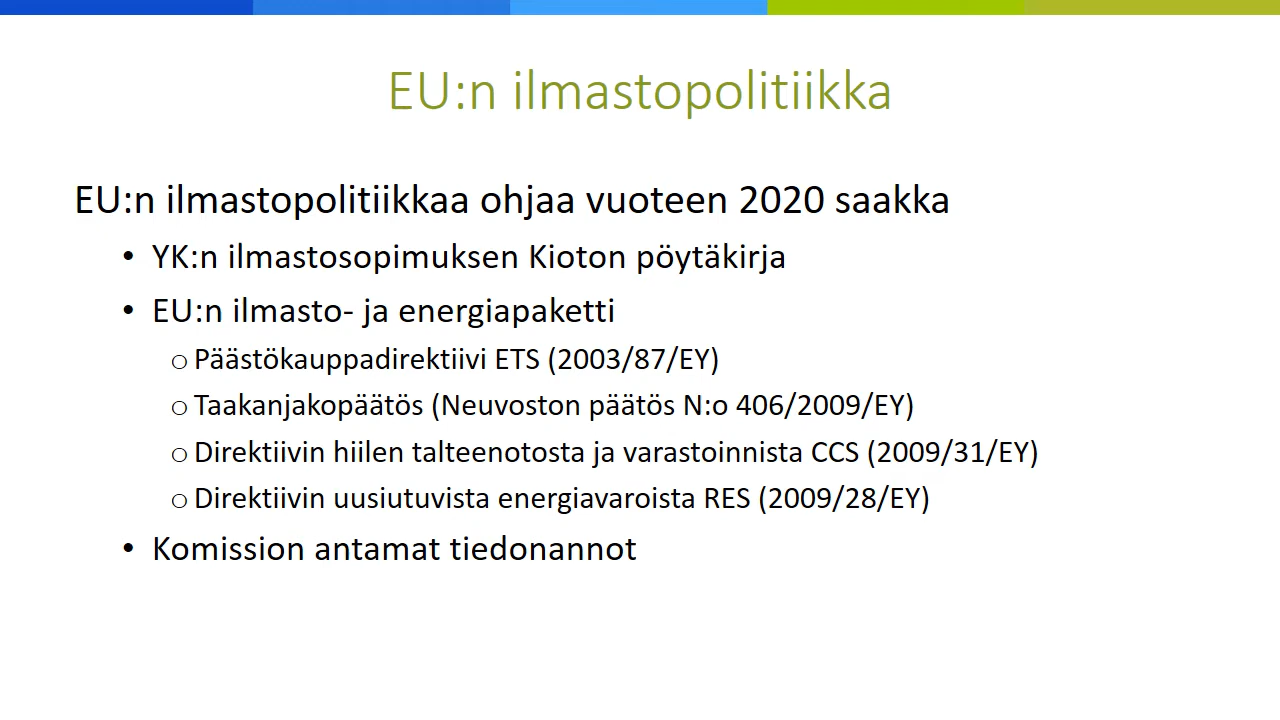 EU:n ilmastopolitiikka
EU:n ilmastopolitiikkaa ohjaa vuoteen 2020 saakka
• YK:n ilmastosopimuksen Kioton pöytäkirja
• EU:n ilmasto- ja energiapaketti
o Päästökauppadirektiivi ETS (2003/87/EY)
o Taakanjakopäätös (Neuvoston päätös N:o 406/2009/EY)
o Direktiivin hiilen talteenotosta ja varastoinnista CCS (2009/31/EY)
o Direktiivin uusiutuvista energiavaroista RES (2009/28/EY)
• Komission antamat tiedonannot